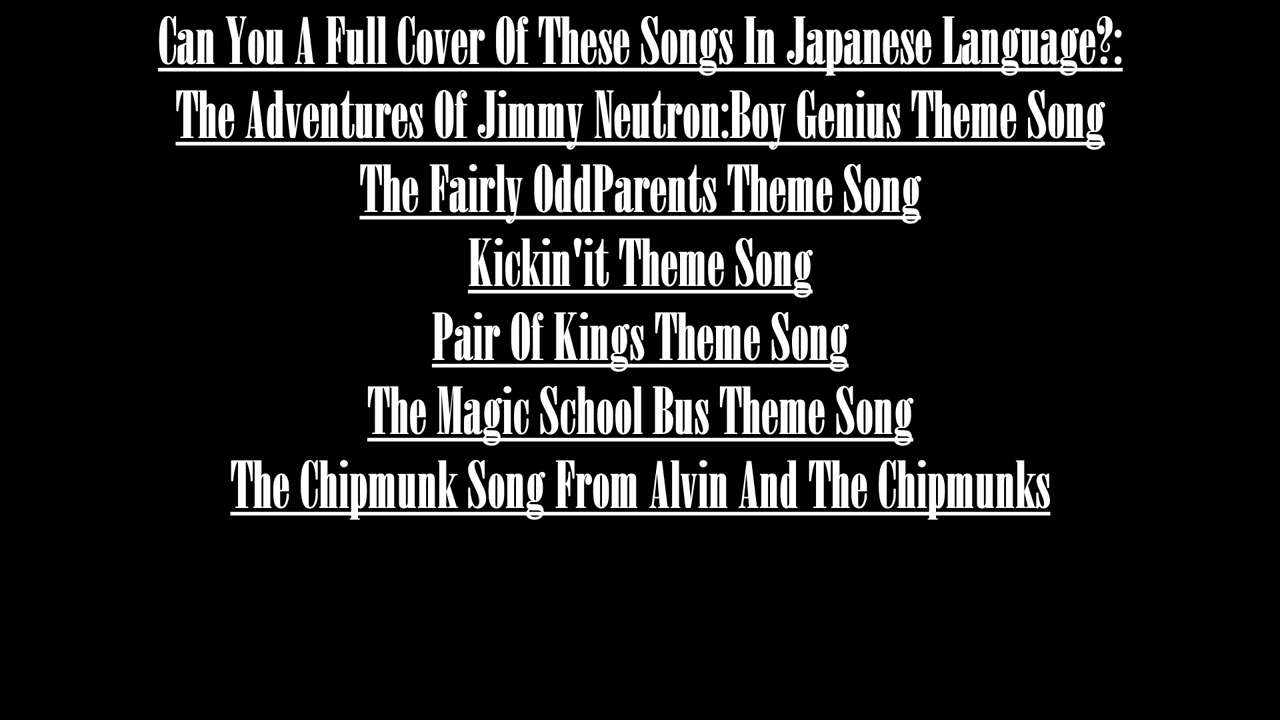 Can You A Full Cover Of These Songs In Japanese Language?:
The Adventures Of Jimmy Neutron:Boy Genius Theme Song
The Fairly OddParents Theme Song
Kickin'it Theme Song
Pair Of Kings Theme Song
The Magic School Bus Theme Song
The Chipmunk Song From Alvin And The Chipmunks